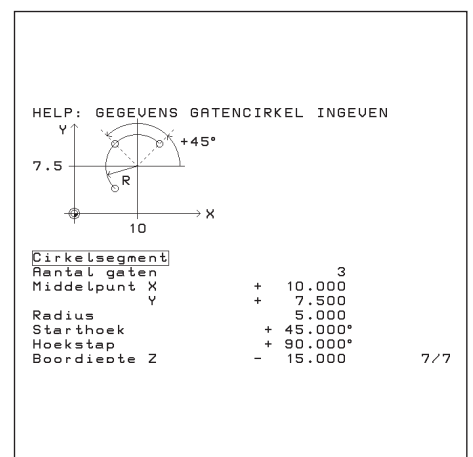 HELP: GEGEVENS GATENCIRKEL INGEVEN
Y
+45°
7.5
R
X
10
Cirkelsegment
Aantal gaten 3
Middelpunt X + 10.000
Y + 7.500
Radius 5.000
Starthoek + 45.000°
Hoekstap + 90.000°
Boordiepte Z - 15.000 7/7